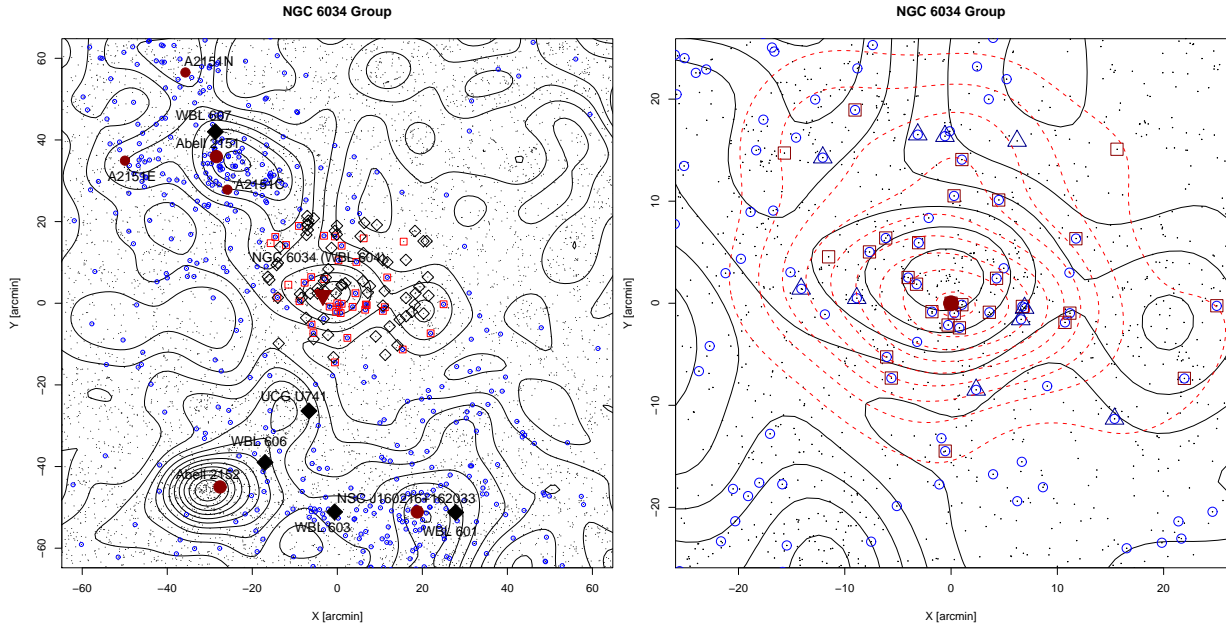 NGC 6034 Group
60
40
20
0
−20
−40
−60
Y [arcmin]
−60
−40
−20
0
20
40
60
X [arcmin]
A2151N
WBL 607
Abell 2151
A2151E
A2151C
NGC 6034 (WBL 604)
UCG U741
WBL 606
Abell 2152
NSC J160216+162033
WBL 603
WBL 601
NGC 6034 Group
20
10
0
−10
−20
Y [arcmin]
−20
−10
0
10
20
X [arcmin]